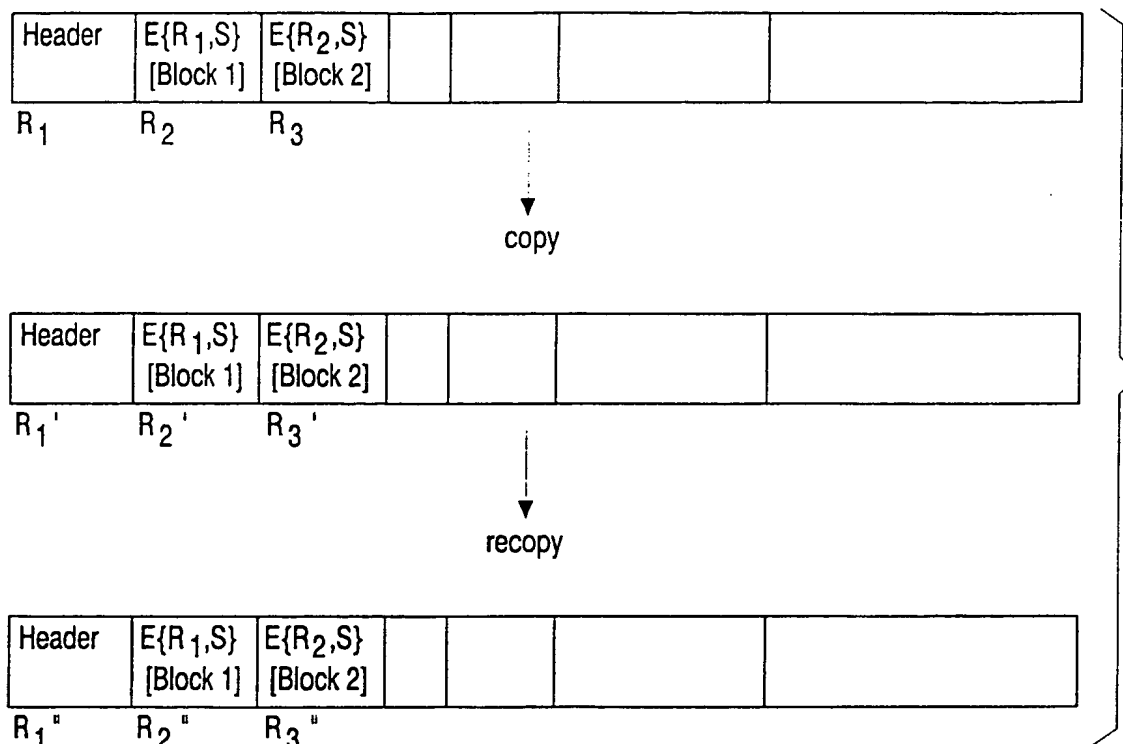 Header E{R1,S} E{R2,S}
[Block 1] [Block 2]
R1 R2 R3
copy
Header E{R1,S} E{R2,S}
[Block 1] [Block 2]
R1' R2' R3'
recopy
Header E{R1,S} E{R2,S}
[Block 1] [Block 2]
R1" R2" R3"